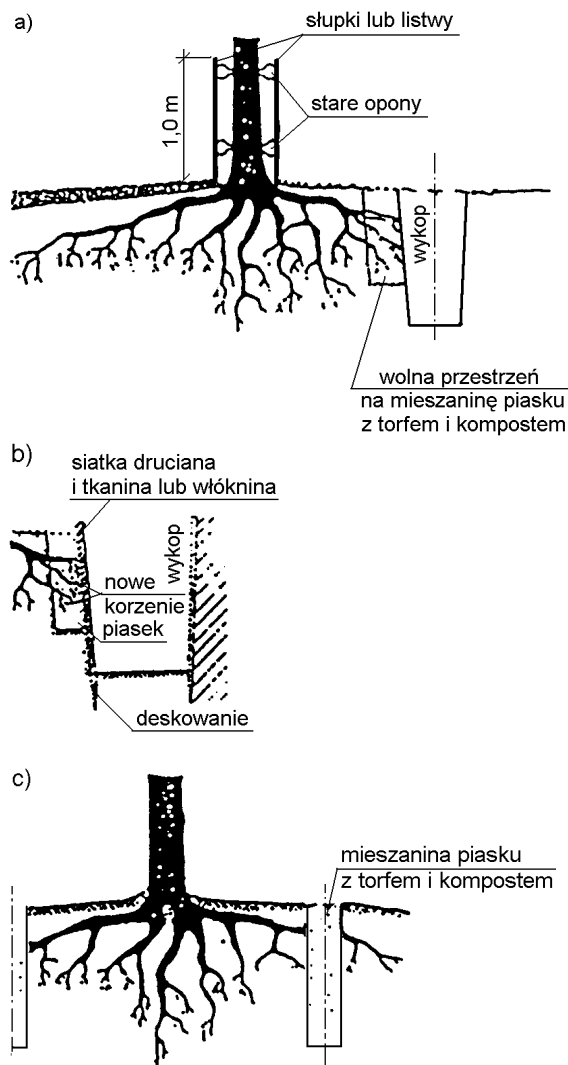 a)
słupki lub listwy
stare opony
1,0 m
wykop
wolna przestrzeń
na mieszaninę piasku
z torfem i kompostem
b)
siatka druciana
i tkanina lub włóknina
wykop
nowe
korzenie
piasek
deskowanie
c)
mieszanina piasku
z torfem i kompostem